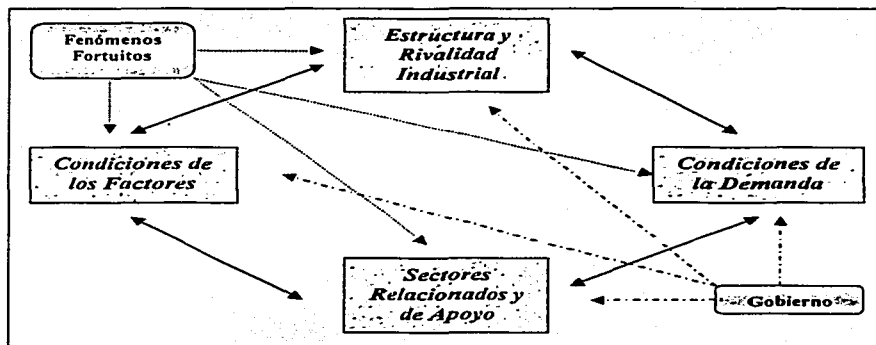 Fenómenos
Fortuitos
Estructura y
Rivalidad
Industrial
Condiciones de
los Factores
Condiciones de
la Demanda
Sectores
Relacionados y
de Apoyo
Gobierno